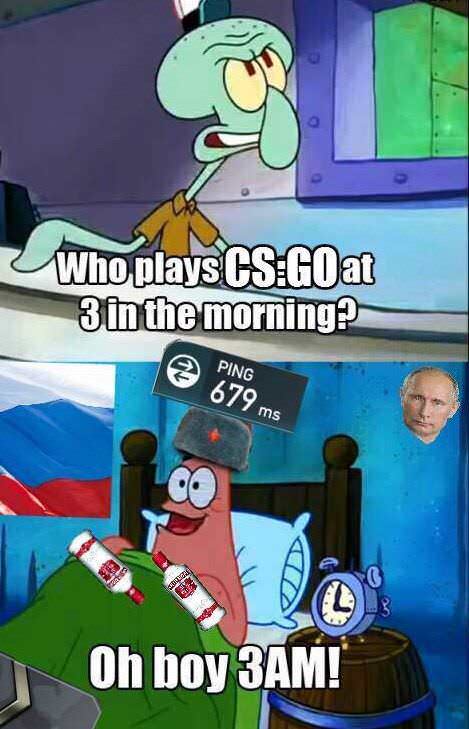 Who plays CS:GO at
3 in the morning?
PING
679 ms
Oh boy 3AM!